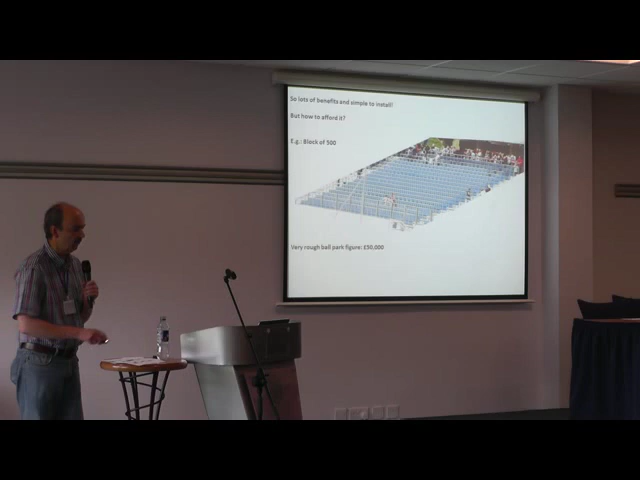 So lots of benefits and simple to install!
But how to afford it?
E.g.: Block of 500
Very rough ball park figure: £50,000